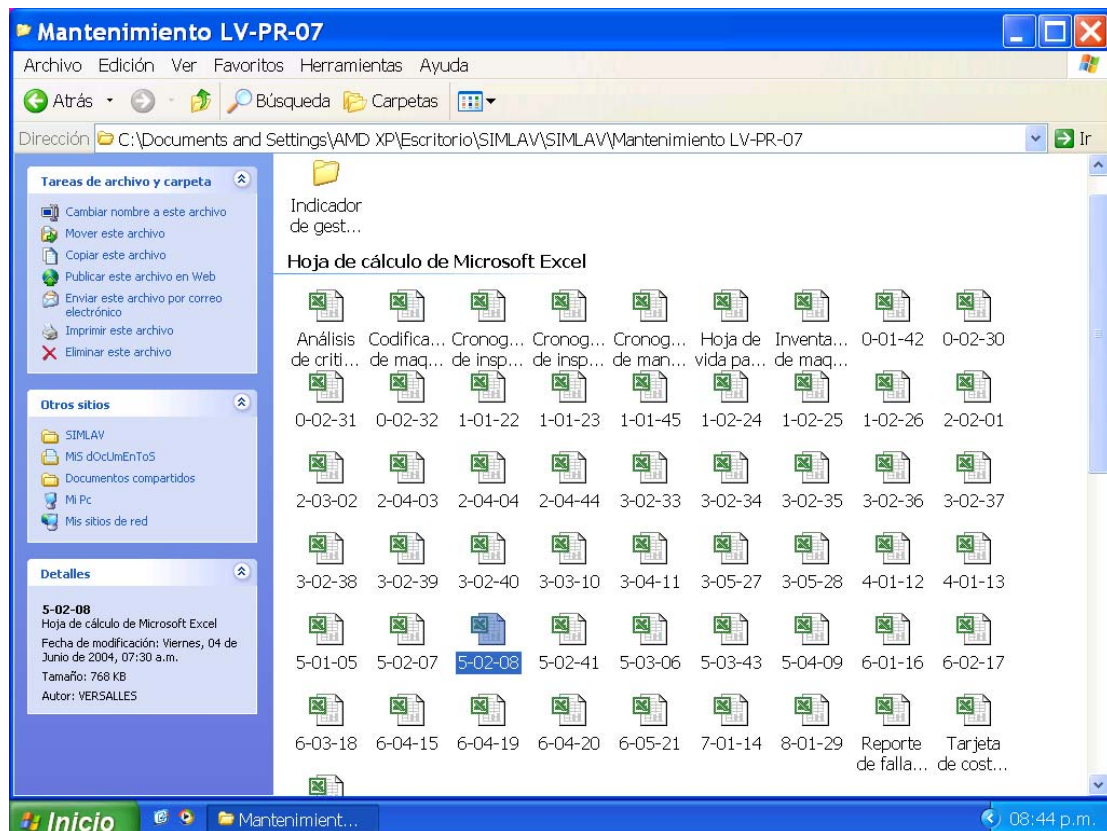 Mantenimiento LV-PR-07
Archivo Edición Ver Favoritos Herramientas Ayuda
Atrás Búsqueda Carpetas
Dirección C:\Documents and Settings\AMD XP\Escritorio\SIMLAV\SIMLAV\Mantenimiento LV-PR-07 Ir
Tareas de archivo y carpeta
Cambiar nombre a este archivo
Mover este archivo
Copiar este archivo
Publicar este archivo en Web
Enviar este archivo por correo
electrónico
Imprimir este archivo
Eliminar este archivo
Otros sitios
SIMLAV
MiS dOcUmEnToS
Documentos compartidos
Mi Pc
Mis sitios de red
Detalles
5-02-08
Hoja de cálculo de Microsoft Excel
Fecha de modificación: Viernes, 04 de
Junio de 2004, 07:30 a.m.
Tamaño: 768 KB
Autor: VERSALLES
Indicador
de gest...
Hoja de cálculo de Microsoft Excel
Análisis Codifica... Cronog... Cronog... Cronog... Hoja de Inventa... 0-01-42 0-02-30
de criti... de maq... de insp... de insp... de man... vida pa... de maq...
0-02-31 0-02-32 1-01-22 1-01-23 1-01-45 1-02-24 1-02-25 1-02-26 2-02-01
2-03-02 2-04-03 2-04-04 2-04-44 3-02-33 3-02-34 3-02-35 3-02-36 3-02-37
3-02-38 3-02-39 3-02-40 3-03-10 3-04-11 3-05-27 3-05-28 4-01-12 4-01-13
5-01-05 5-02-07 5-02-08 5-02-41 5-03-06 5-03-43 5-04-09 6-01-16 6-02-17
6-03-18 6-04-15 6-04-19 6-04-20 6-05-21 7-01-14 8-01-29 Reporte Tarjeta
de falla... de cost...
Inicio Mantenimient... 08:44 p.m.